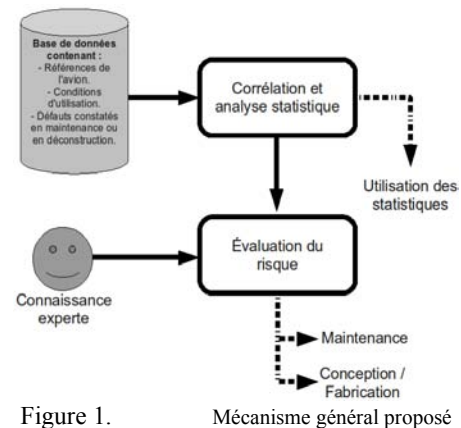 Base de données
contenant :
- Références de
l'avion.
- Conditions
d'utilisation.
- Défauts constatés
en maintenance ou
en déconstruction.
Corrélation et
analyse statistique
Utilisation des
statistiques
Évaluation du
risque
Connaissance
experte
Maintenance
Conception /
Fabrication
Figure 1. Mécanisme général proposé